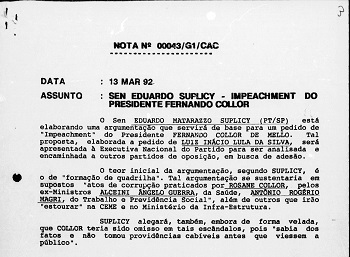 NOTA Nº 00043/G1/CAC
DATA : 13 MAR 92
ASSUNTO : SEN EDUARDO SUPLICY - IMPEACHMENT DO
PRESIDENTE FERNANDO COLLOR
O Sen EDUARDO MATARAZZO SUPLICY (PT/SP) está
elaborando uma argumentação que servirá de base para um pedido de
"Impeachment" do Presidente FERNANDO COLLOR DE MELLO. Tal
proposta, elaborada a pedido de LUIS INÁCIO LULA DA SILVA, será
apresentada à Executiva Nacional do Partido para ser analisada e
encaminhada a outros partidos de oposição, em busca de adesão.
O teor inicial da argumentação, segundo SUPLICY, é
o de "formação de quadrilha". Tal argumentação se sustentaria em
supostos "atos de corrupção praticados por ROSANE COLLOR, pelos
ex-Ministros ALCENI ÂNGELO GUERRA, da Saúde, ANTÔNIO ROGÉRIO
MAGRI, do Trabalho e Previdência Social", além de outros que irão
"estourar" na CEME e no Ministério da Infra-Estrutura.
SUPLICY alegará, também, embora de forma velada,
que COLLOR teria sido omisso em tais escândalos, pois "sabia dos
fatos e não tomou providências cabíveis antes que viessem a
público".